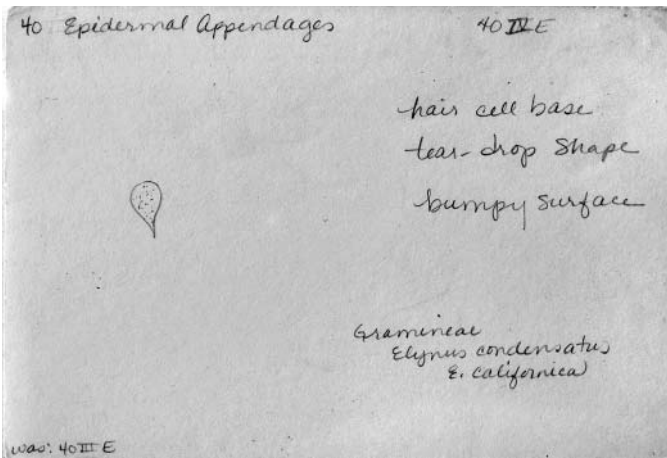 40 Epidermal Appendages 40 IV E
hair cell base
tear-drop shape
bumpy surface
Gramineae
Elynus condensatus
E. californica
was: 40 III E